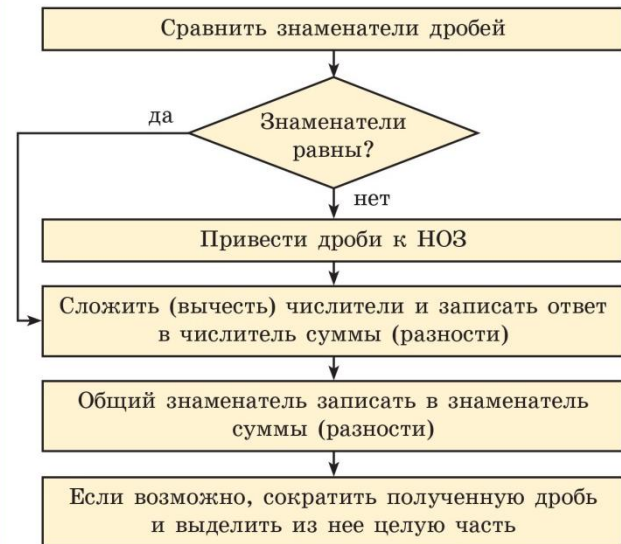 Сравнить знаменатели дробей
да
Знаменатели
равны?
нет
Привести дроби к НОЗ
Сложить (вычесть) числители и записать ответ
в числитель суммы (разности)
Общий знаменатель записать в знаменатель
суммы (разности)
Если возможно, сократить полученную дробь
и выделить из нее целую часть